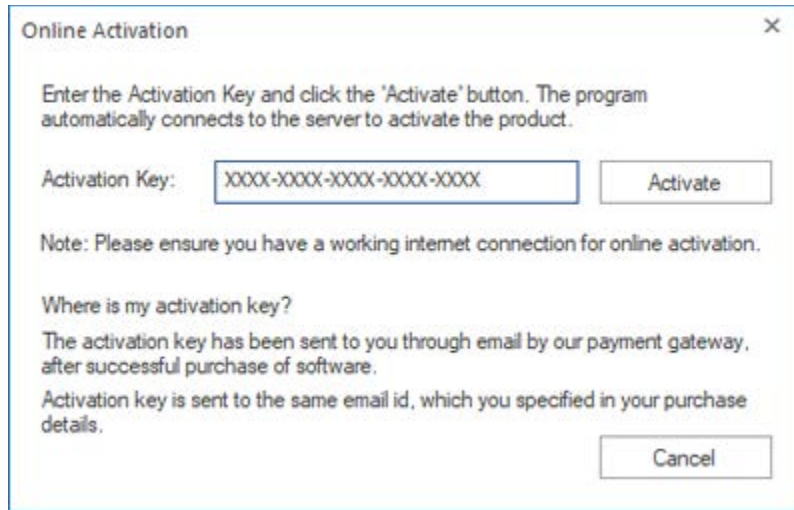 Online Activation
Enter the Activation Key and click the 'Activate' button. The program
automatically connects to the server to activate the product.
Activation Key: XXXX-XXXX-XXXX-XXXX-XXXX Activate
Note: Please ensure you have a working internet connection for online activation.
Where is my activation key?
The activation key has been sent to you through email by our payment gateway,
after successful purchase of software.
Activation key is sent to the same email id, which you specified in your purchase
details.
Cancel